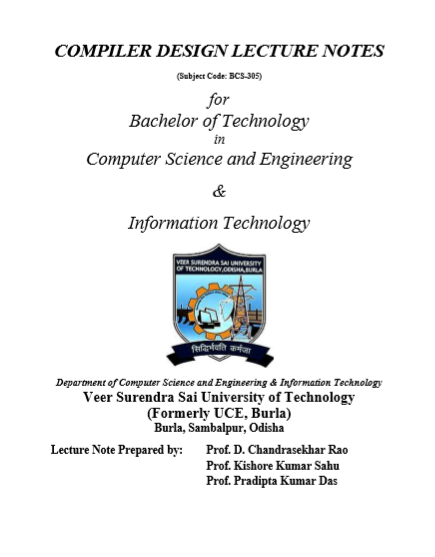 COMPILER DESIGN LECTURE NOTES
(Subject Code: BCS-305)
for
Bachelor of Technology
in
Computer Science and Engineering
&
Information Technology
VEER SURENDRA SAI UNIVERSITY
OF TECHNOLOGY,ODISHA,BURLA
सिद्धिर्भवति कर्मजा
Department of Computer Science and Engineering & Information Technology
Veer Surendra Sai University of Technology
(Formerly UCE, Burla)
Burla, Sambalpur, Odisha
Lecture Note Prepared by: Prof. D. Chandrasekhar Rao
Prof. Kishore Kumar Sahu
Prof. Pradipta Kumar Das